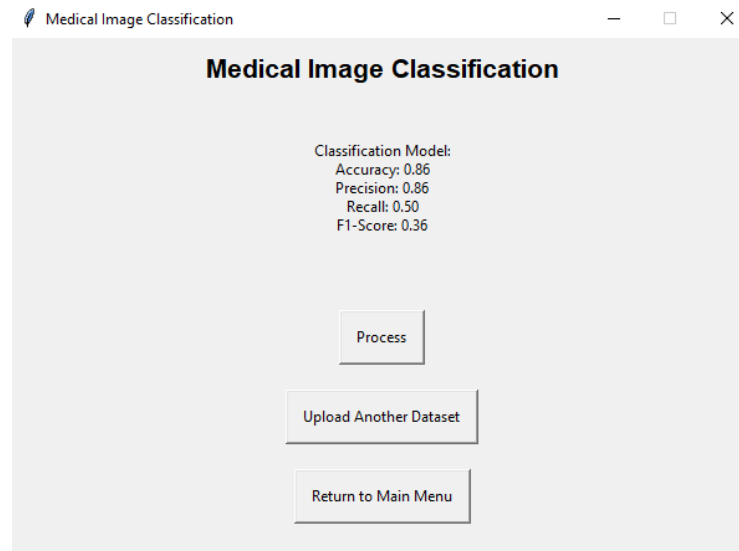 Medical Image Classification
Medical Image Classification
Classification Model:
Accuracy: 0.86
Precision: 0.86
Recall: 0.50
F1-Score: 0.36
Process
Upload Another Dataset
Return to Main Menu